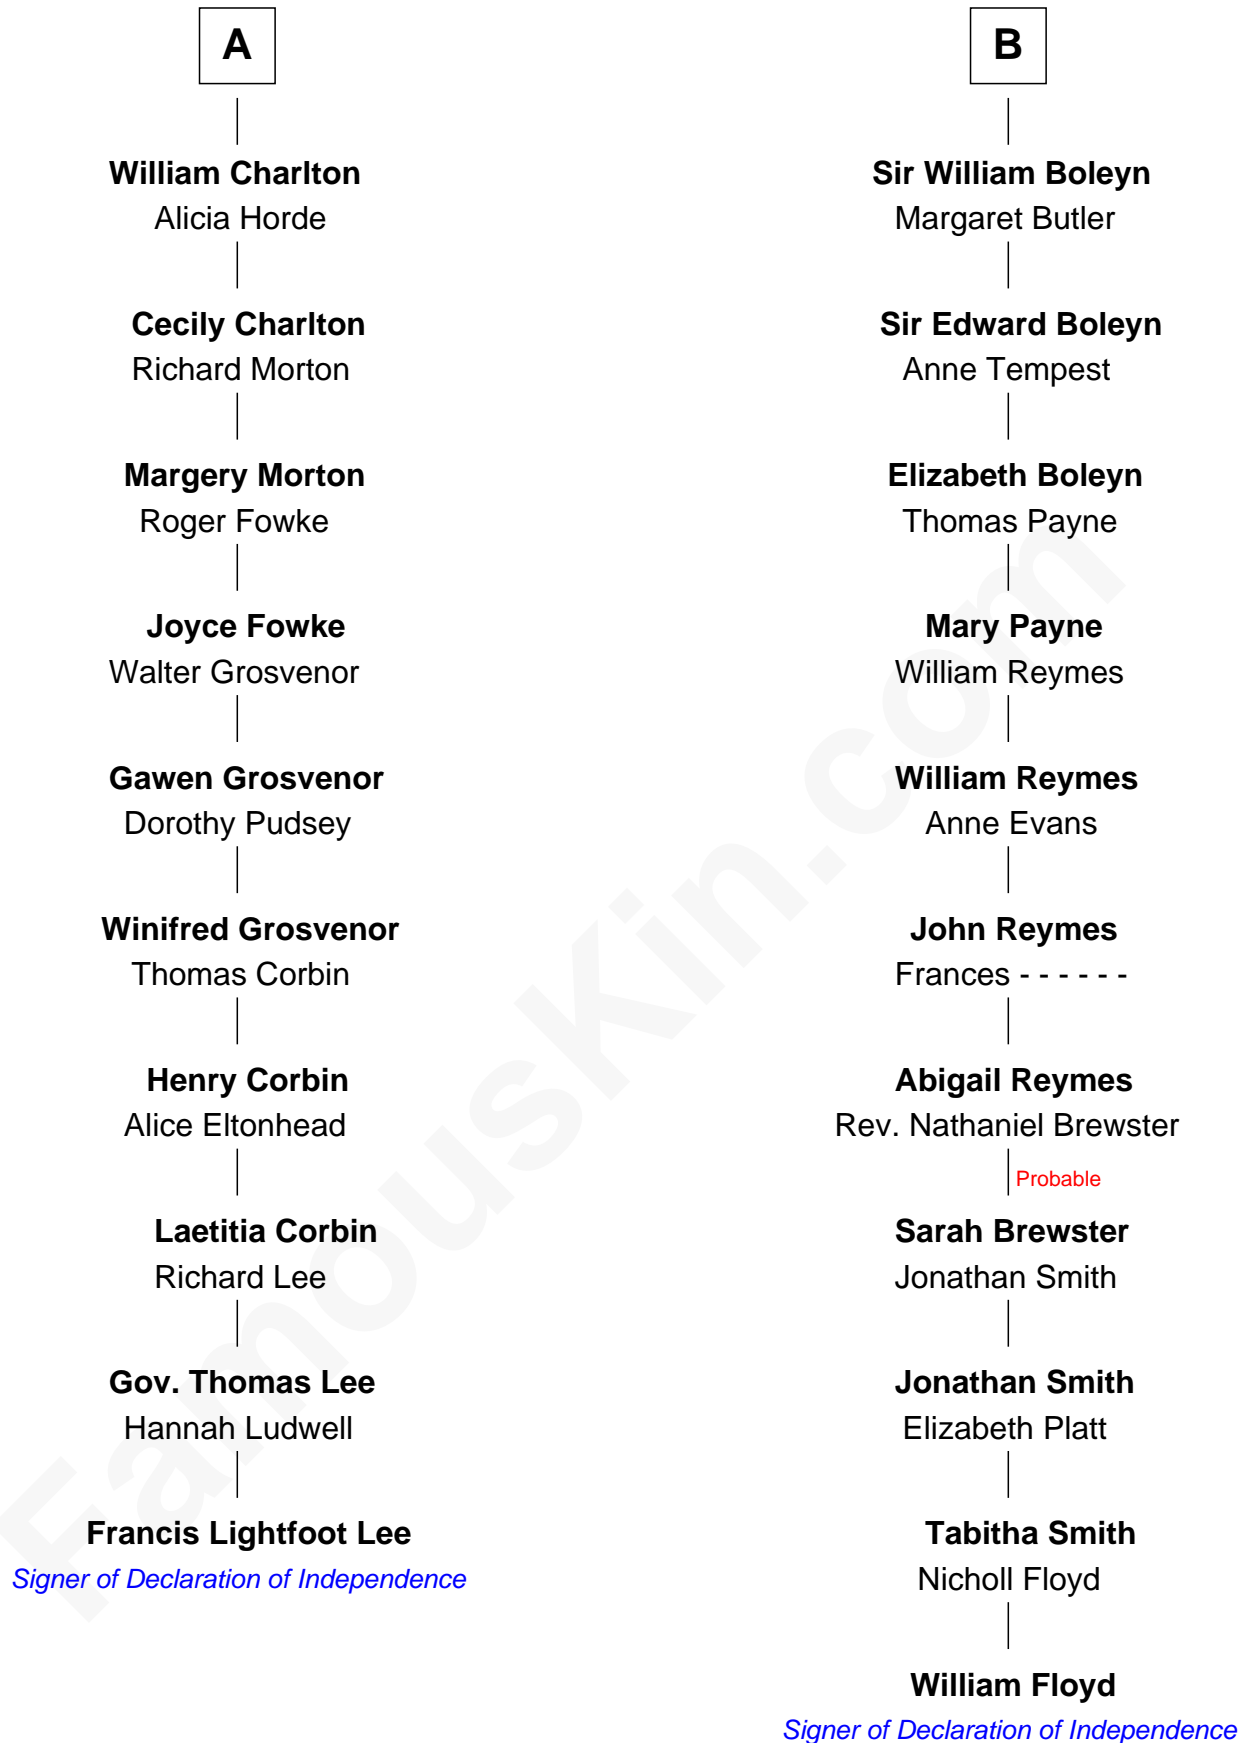 A
William Charlton
Alicia Horde
Cecily Charlton
Richard Morton
Margery Morton
Roger Fowke
Joyce Fowke
Walter Grosvenor
Gawen Grosvenor
Dorothy Pudsey
Winifred Grosvenor
Thomas Corbin
Henry Corbin
Alice Eltonhead
Laetitia Corbin
Richard Lee
Gov. Thomas Lee
Hannah Ludwell
Francis Lightfoot Lee
Signer of Declaration of Independence
B
Sir William Boleyn
Margaret Butler
Sir Edward Boleyn
Anne Tempest
Elizabeth Boleyn
Thomas Payne
Mary Payne
William Reymes
William Reymes
Anne Evans
John Reymes
Frances - - - - - -
Abigail Reymes
Rev. Nathaniel Brewster
Probable
Sarah Brewster
Jonathan Smith
Jonathan Smith
Elizabeth Platt
Tabitha Smith
Nicholl Floyd
William Floyd
Signer of Declaration of Independence
FamousKin.com